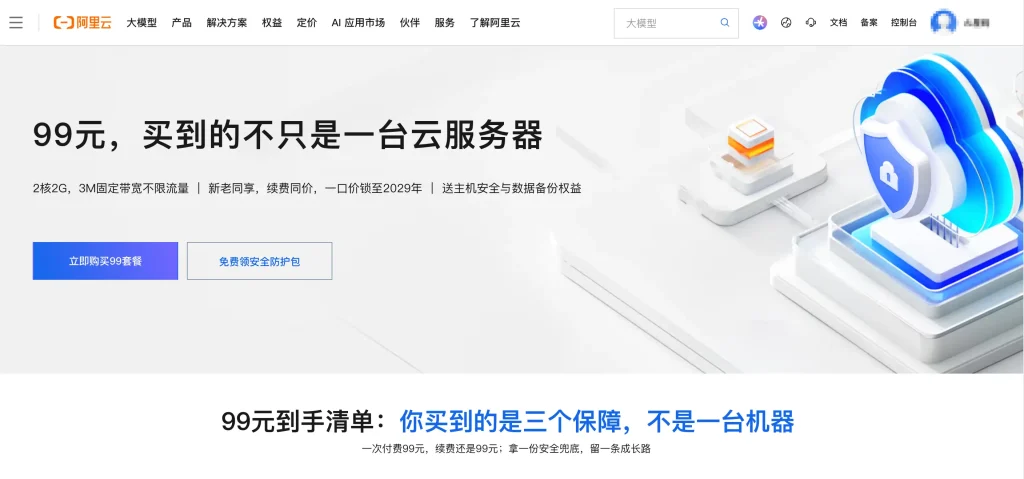 阿里云 大模型 产品 解决方案 权益 定价 AI 应用市场 伙伴 服务 了解阿里云 大模型 文档 备案 控制台
99元，买到的不只是一台云服务器
2核2G，3M固定带宽不限流量 | 新老同享，续费同价，一口价锁至2029年 | 送主机安全与数据备份权益
立即购买99套餐 免费领安全防护包
99元到手清单：你买到的是三个保障，不是一台机器
一次付费99元，续费还是99元；拿一份安全兜底，留一条成长路